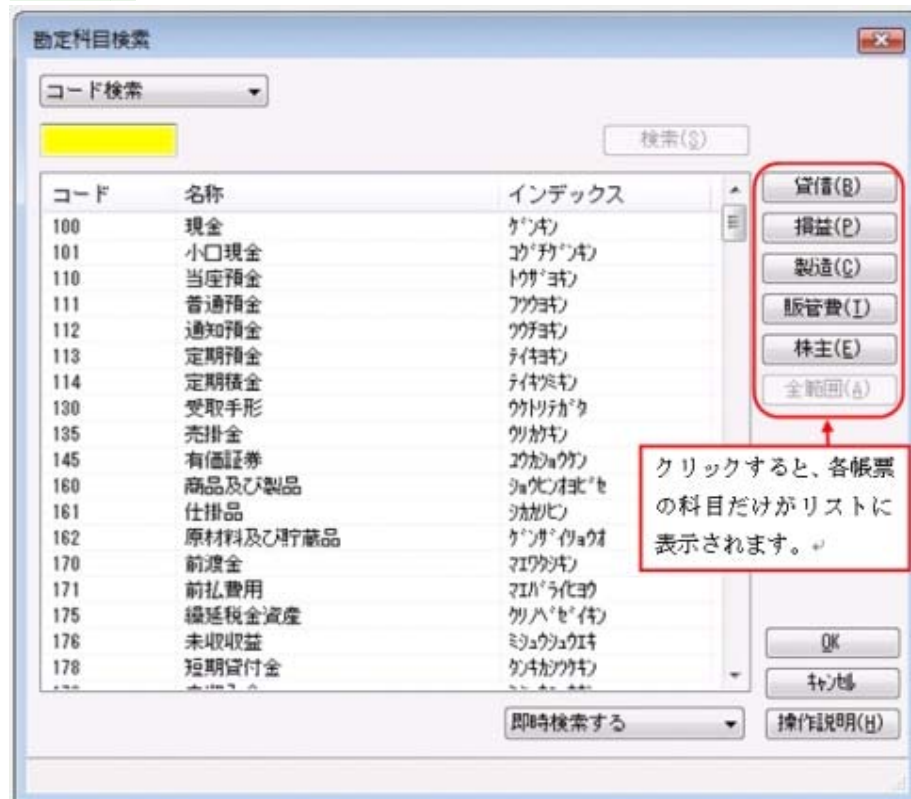 勘定科目検索
コード検索
検索(S)
コード 名称 インデックス
100 現金 ｹﾞﾝｷﾝ
101 小口現金 ｺｸﾞﾁｹﾞﾝｷﾝ
110 当座預金 ﾄｳｻﾞﾖｷﾝ
111 普通預金 ﾌﾂｳﾖｷﾝ
112 通知預金 ﾂｳﾁﾖｷﾝ
113 定期預金 ﾃｲｷﾖｷﾝ
114 定期積金 ﾃｲｷﾂﾐｷﾝ
130 受取手形 ｳｹﾄﾘﾃｶﾞﾀ
135 売掛金 ｳﾘｶｹｷﾝ
145 有価証券 ﾕｳｶｼｮｳｹﾝ
160 商品及び製品 ｼｮｳﾋﾝｵﾖﾋﾞｾ
161 仕掛品 ｼｶｶﾘﾋﾝ
162 原材料及び貯蔵品 ｹﾞﾝｻﾞｲﾘｮｳｵ
170 前渡金 ﾏｴﾜﾀｼｷﾝ
171 前払費用 ﾏｴﾊﾞﾗｲﾋﾖｳ
175 繰延税金資産 ｸﾘﾉﾍﾞｾﾞｲｷﾝ
176 未収収益 ﾐｼｭｳｼｭｳｴｷ
178 短期貸付金 ﾀﾝｷｶｼﾂｹｷﾝ
貸借(B)
損益(P)
製造(C)
販管費(I)
株主(E)
全範囲(A)
クリックすると、各帳票
の科目だけがリストに
表示されます。↵
OK
ｷｬﾝｾﾙ
即時検索する
操作説明(H)